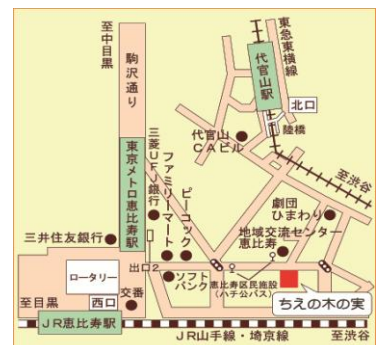 至中目黒
駒沢通り
東急東横線
代官山駅
北口
陸橋
代官山
CAビル
至渋谷
東京メトロ恵比寿駅
三菱UFJ銀行
ファミリーマート
ピーコック
劇団
ひまわり
地域交流センター
恵比寿
三井住友銀行
出口2
ソフト
バンク
恵比寿区民施設
(ハチ公バス)
ちえの木の実
ロータリー
西口
交番
至目黒
JR恵比寿駅
JR山手線・埼京線
至渋谷